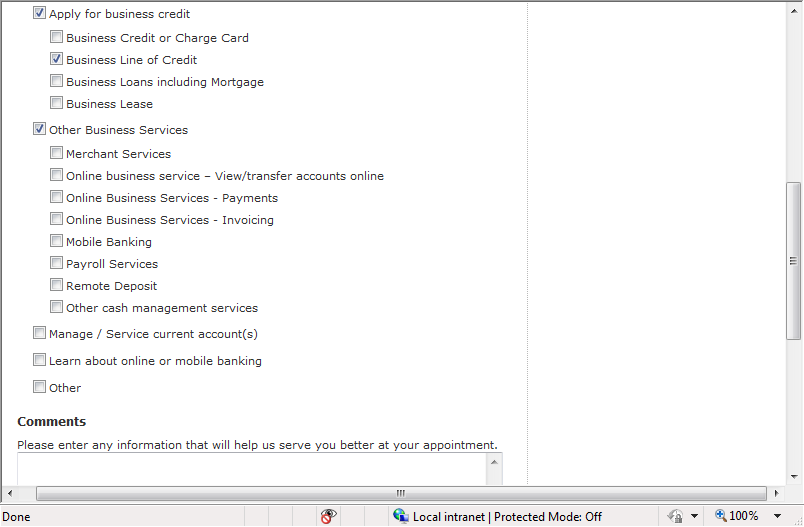 Apply for business credit
Business Credit or Charge Card
Business Line of Credit
Business Loans including Mortgage
Business Lease
Other Business Services
Merchant Services
Online business service – View/transfer accounts online
Online Business Services - Payments
Online Business Services - Invoicing
Mobile Banking
Payroll Services
Remote Deposit
Other cash management services
Manage / Service current account(s)
Learn about online or mobile banking
Other
Comments
Please enter any information that will help us serve you better at your appointment.
Done Local intranet | Protected Mode: Off 100%